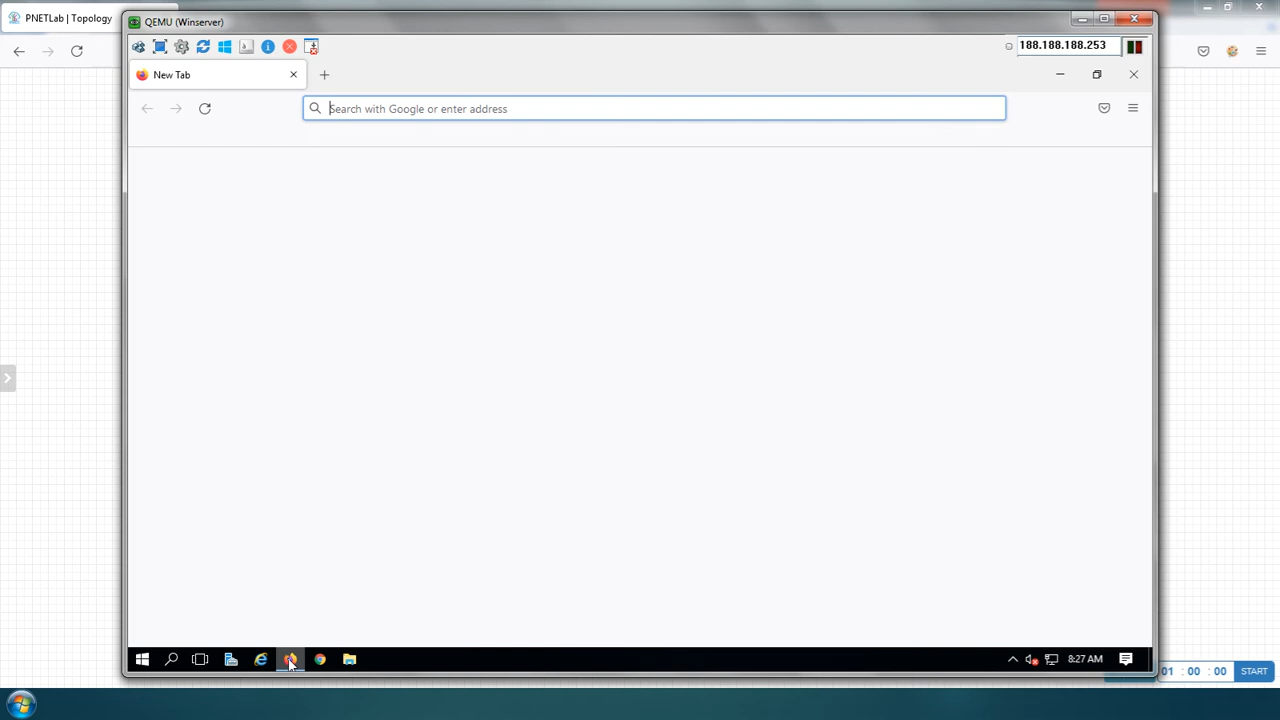 PNETLab | Topology
QEMU (Winserver)
188.188.188.253
New Tab
Search with Google or enter address
8:27 AM
01 : 00 : 00 START